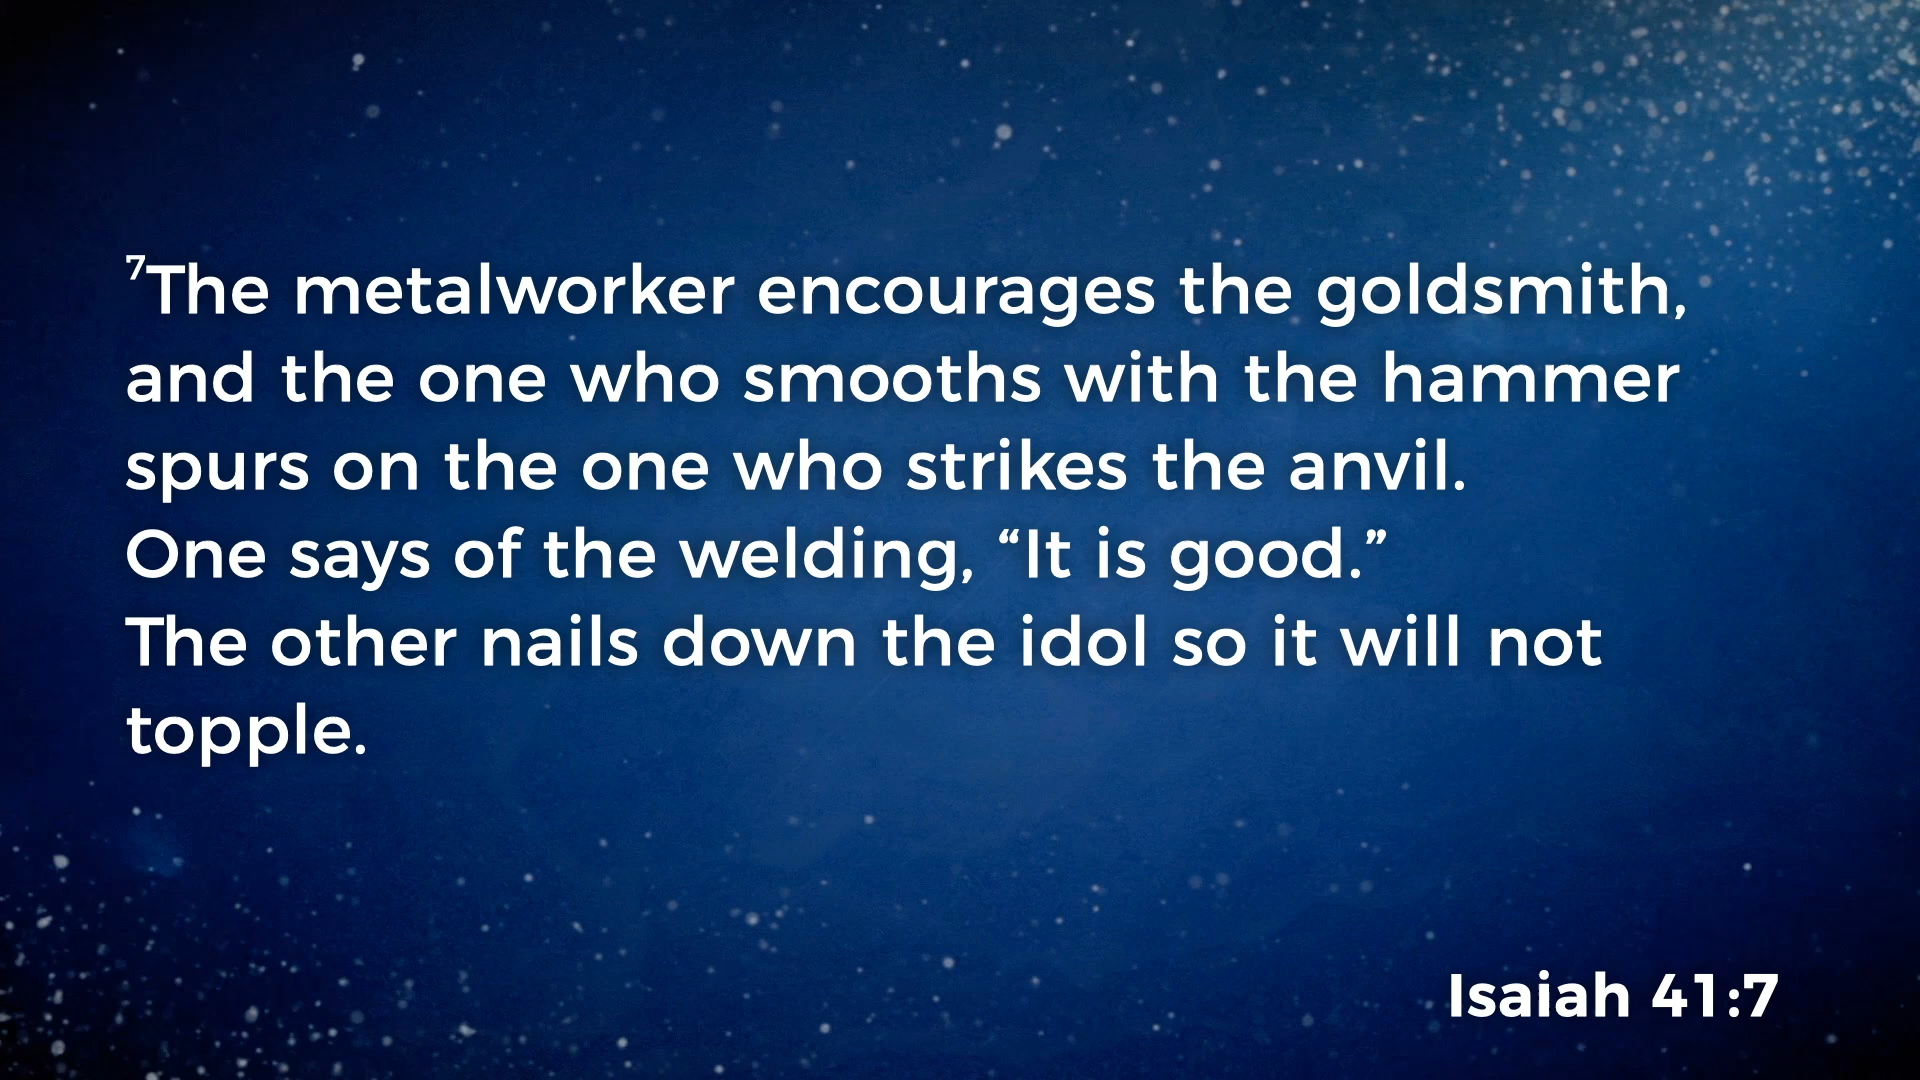 ⁷The metalworker encourages the goldsmith,
and the one who smooths with the hammer
spurs on the one who strikes the anvil.
One says of the welding, “It is good.”
The other nails down the idol so it will not
topple.
Isaiah 41:7